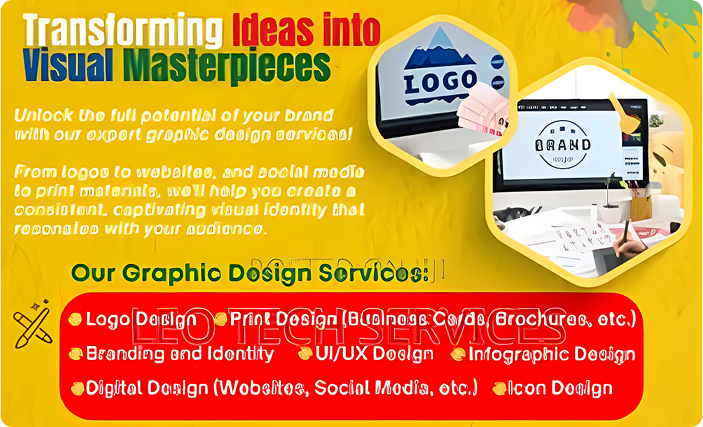 Transforming Ideas into
Visual Masterpieces
Unlock the full potential of your brand
with our expert graphic design services!
From logos to websites, and social media
to print materials, we'll help you create a
consistent, captivating visual identity that
resonates with your audience.
LOGO
BRAND
Our Graphic Design Services:
LEO TECH SERVICES
Logo Design Print Design (Business Cards, Brochures, etc.)
Branding and Identity UI/UX Design Infographic Design
Digital Design (Websites, Social Media, etc.) Icon Design